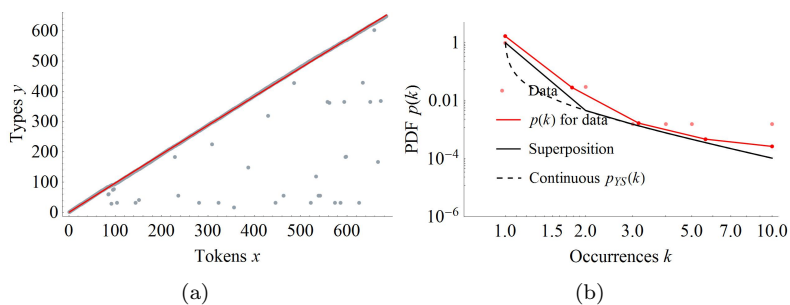 600
500
400
300
200
100
0
Types y
0 100 200 300 400 500 600
Tokens x
(a)
1
0.01
10⁻⁴
10⁻⁶
PDF p(k)
Data
p(k) for data
Superposition
Continuous p_YS(k)
1.0 1.5 2.0 3.0 5.0 7.0 10.0
Occurrences k
(b)